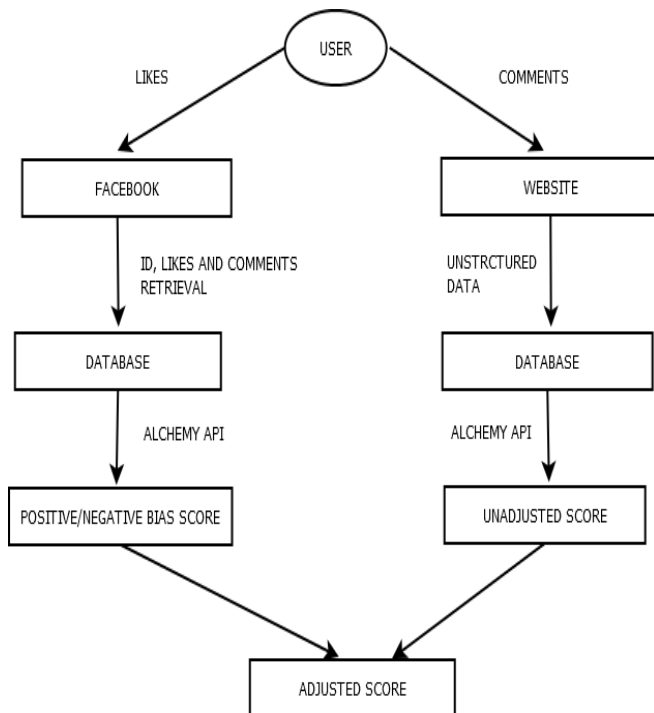 USER
LIKES
COMMENTS
FACEBOOK
WEBSITE
ID, LIKES AND COMMENTS
RETRIEVAL
UNSTRCTURED
DATA
DATABASE
DATABASE
ALCHEMY API
ALCHEMY API
POSITIVE/NEGATIVE BIAS SCORE
UNADJUSTED SCORE
ADJUSTED SCORE